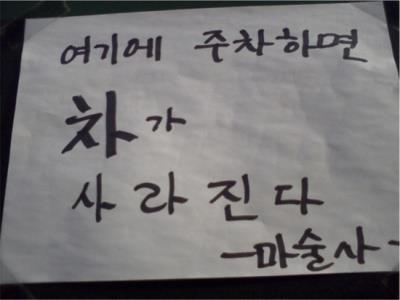 여기에 주차하면
차가
사라진다
-마술사-